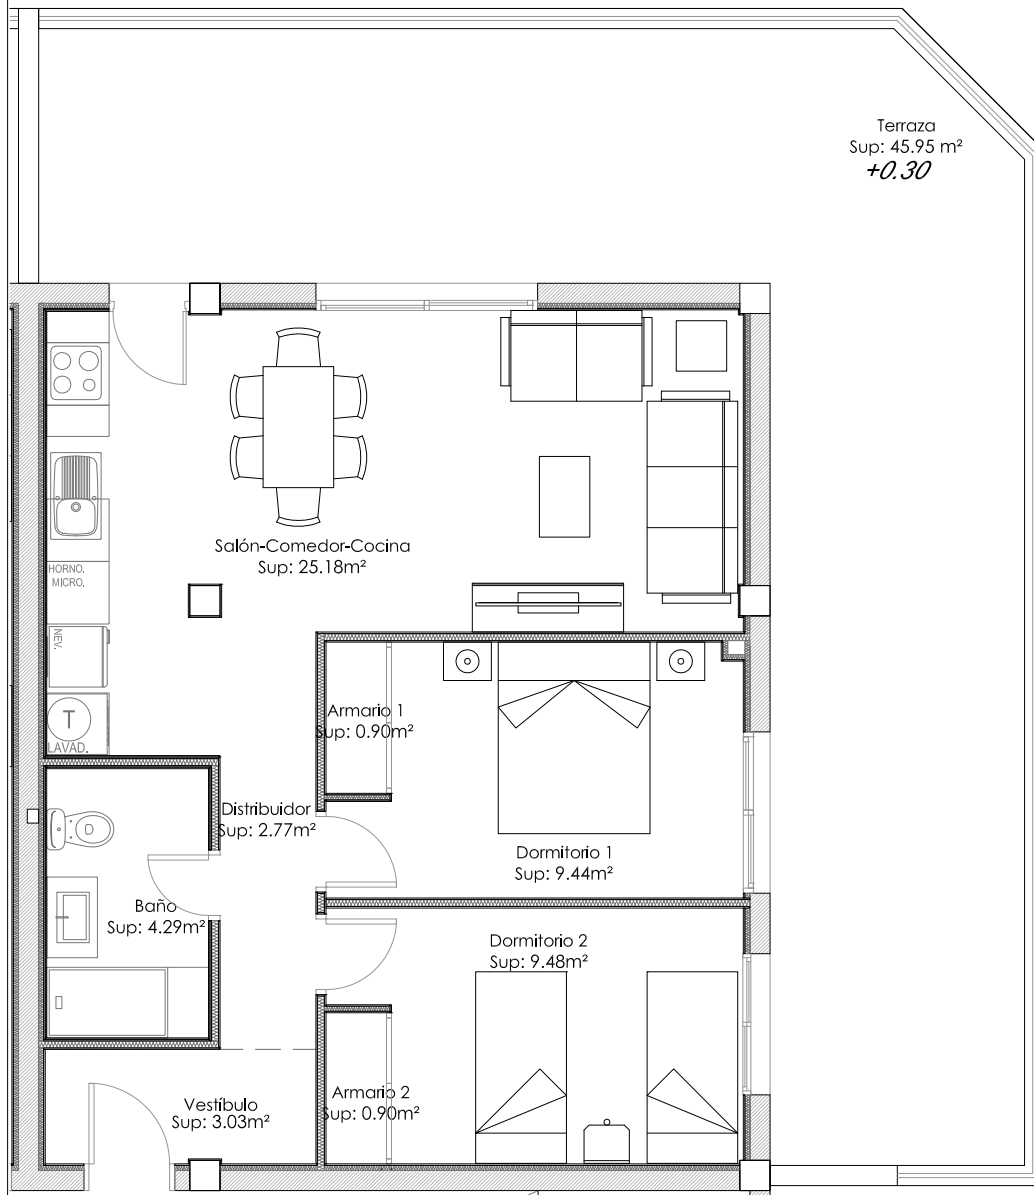 Terraza
Sup: 45.95 m²
+0.30
Salón-Comedor-Cocina
Sup: 25.18m²
HORNO.
MICRO.
NEV.
T
LAVAD.
Armario 1
Sup: 0.90m²
Distribuidor
Sup: 2.77m²
Dormitorio 1
Sup: 9.44m²
Baño
Sup: 4.29m²
Dormitorio 2
Sup: 9.48m²
Armario 2
Sup: 0.90m²
Vestíbulo
Sup: 3.03m²